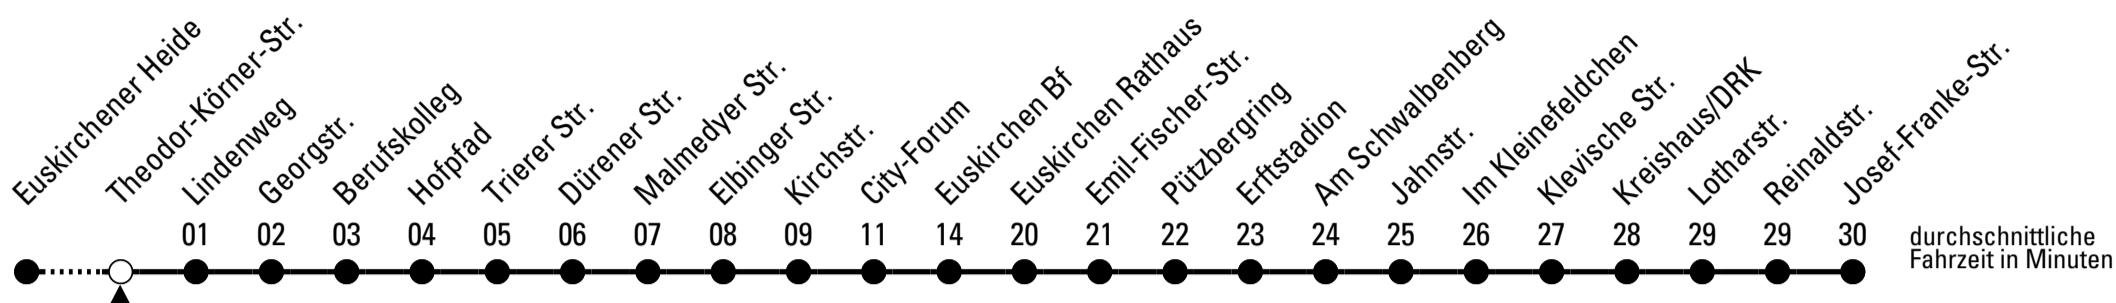 Euskirchener Heide
Theodor-Körner-Str.
Lindenweg
Georgstr.
Berufskolleg
Hofpfad
Trierer Str.
Dürener Str.
Malmedyer Str.
Elbinger Str.
Kirchstr.
City-Forum
Euskirchen Bf
Euskirchen Rathaus
Emil-Fischer-Str.
Pützbergring
Erftstadion
Am Schwalbenberg
Jahnstr.
Im Kleinefeldchen
Klevische Str.
Kreishaus/DRK
Lotharstr.
Reinaldstr.
Josef-Franke-Str.
01 02 03 04 05 06 07 08 09 11 14 20 21 22 23 24 25 26 27 28 29 29 30
durchschnittliche
Fahrzeit in Minuten